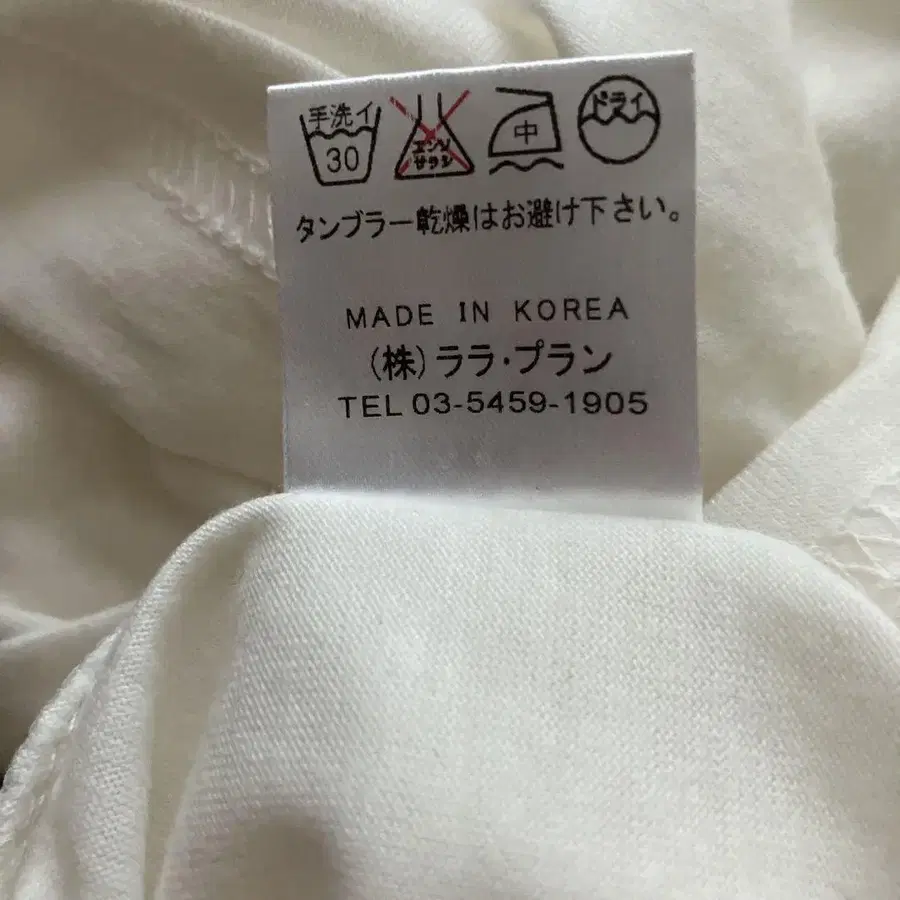 手洗イ
30
エンソ
サラシ
中
ドライ
タンブラー乾燥はお避け下さい。
MADE IN KOREA
(株)ララ・プラン
TEL 03-5459-1905